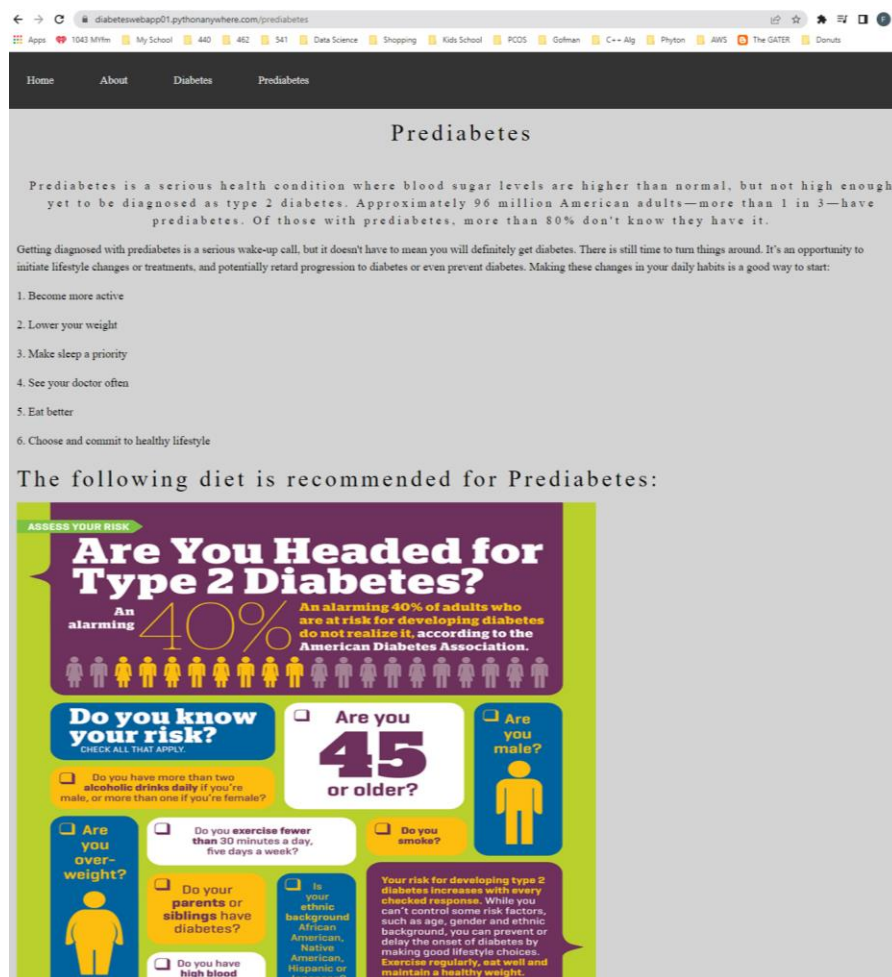 diabeteswebapp01.pythonanywhere.com/prediabetes
Apps 1043 MYfm My School 440 462 541 Data Science Shopping Kids School PCOS Gofman C++ Alg Phyton AWS The GATER Donuts
Home About Diabetes Prediabetes
Prediabetes
Prediabetes is a serious health condition where blood sugar levels are higher than normal, but not high enough
yet to be diagnosed as type 2 diabetes. Approximately 96 million American adults—more than 1 in 3—have
prediabetes. Of those with prediabetes, more than 80% don't know they have it.
Getting diagnosed with prediabetes is a serious wake-up call, but it doesn't have to mean you will definitely get diabetes. There is still time to turn things around. It's an opportunity to
initiate lifestyle changes or treatments, and potentially retard progression to diabetes or even prevent diabetes. Making these changes in your daily habits is a good way to start:
1. Become more active
2. Lower your weight
3. Make sleep a priority
4. See your doctor often
5. Eat better
6. Choose and commit to healthy lifestyle
The following diet is recommended for Prediabetes:
ASSESS YOUR RISK
Are You Headed for
Type 2 Diabetes?
An
alarming
40%
An alarming 40% of adults who
are at risk for developing diabetes
do not realize it, according to the
American Diabetes Association.
Do you know
your risk?
CHECK ALL THAT APPLY.
Do you have more than two
alcoholic drinks daily if you're
male, or more than one if you're female?
Are you
45
or older?
Are
you
male?
Are
you
over-
weight?
Do you exercise fewer
than 30 minutes a day,
five days a week?
Do you
smoke?
Do your
parents or
siblings have
diabetes?
Is
your
ethnic
background
African
American,
Native
American,
Hispanic or
Do you have
high blood
Your risk for developing type 2
diabetes increases with every
checked response. While you
can't control some risk factors,
such as age, gender and ethnic
background, you can prevent or
delay the onset of diabetes by
making good lifestyle choices.
Exercise regularly, eat well and
maintain a healthy weight.